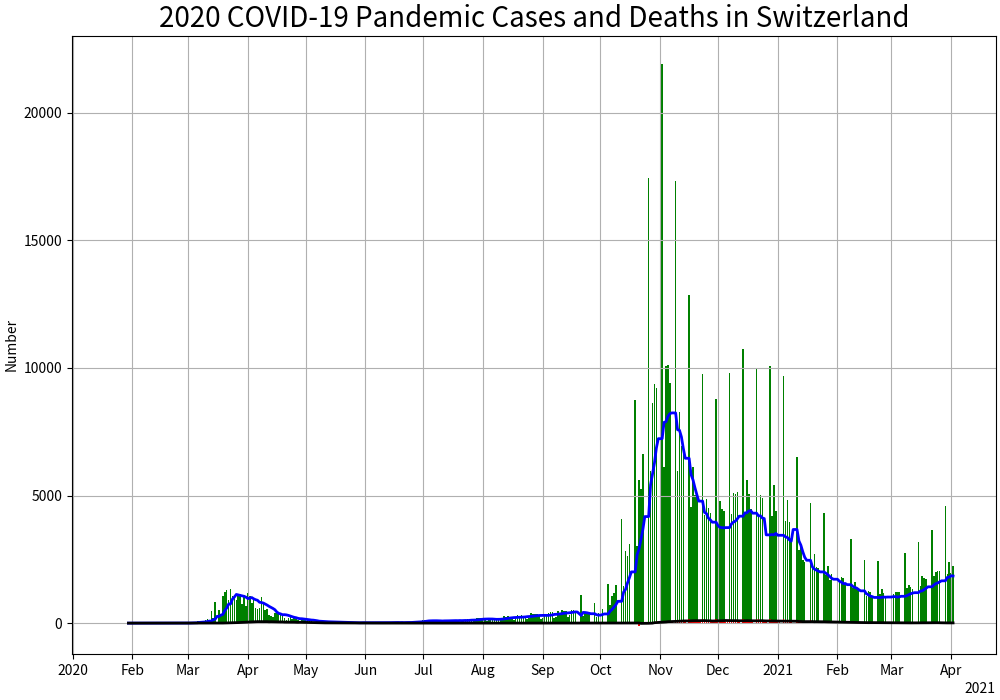 2020 COVID-19 Pandemic Cases and Deaths in Switzerland
Number
20000
15000
10000
5000
0
2020 Feb Mar Apr May Jun Jul Aug Sep Oct Nov Dec 2021 Feb Mar Apr
2021